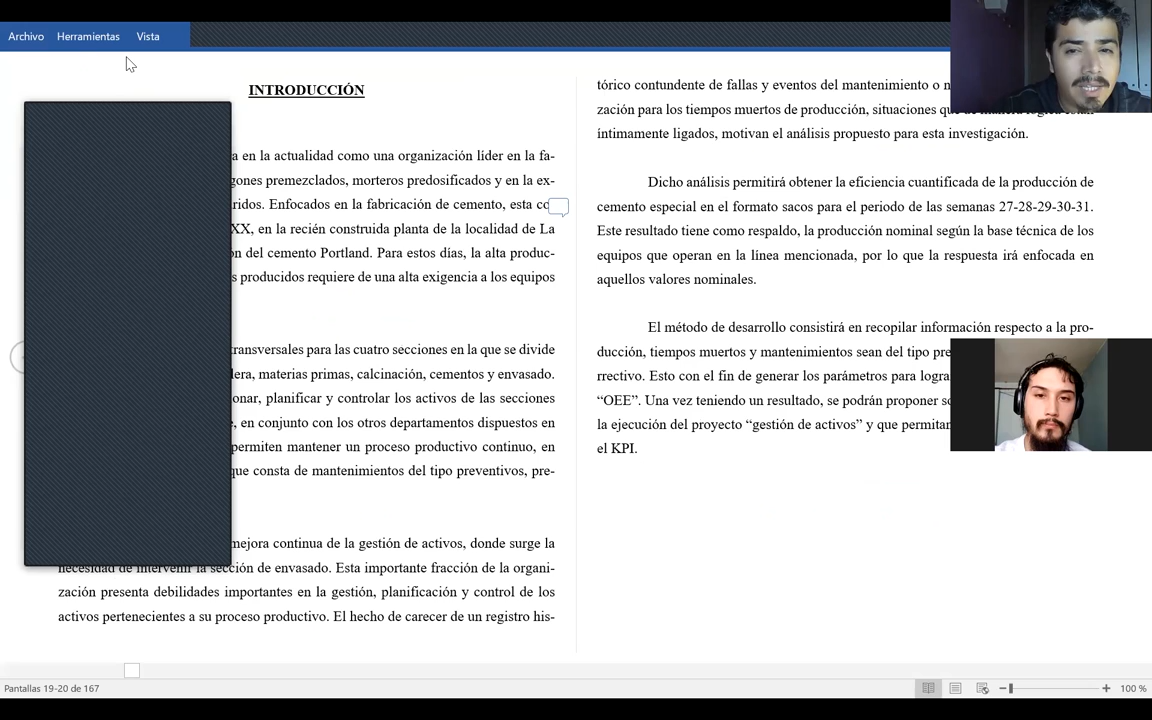 Archivo Herramientas Vista
INTRODUCCIÓN
a en la actualidad como una organización líder en la fa-
gones premezclados, morteros predosificados y en la ex-
ridos. Enfocados en la fabricación de cemento, esta
XX, en la recién construida planta de la localidad de La
del cemento Portland. Para estos días, la alta produc-
s producidos requiere de una alta exigencia a los equipos
transversales para las cuatro secciones en la que se divide
lera, materias primas, calcinación, cementos y envasado.
onar, planificar y controlar los activos de las secciones
en conjunto con los otros departamentos dispuestos en
permiten mantener un proceso productivo continuo, en
que consta de mantenimientos del tipo preventivos, pre-
mejora continua de la gestión de activos, donde surge la
necesidad de intervenir la sección de envasado. Esta importante fracción de la organi-
zación presenta debilidades importantes en la gestión, planificación y control de los
activos pertenecientes a su proceso productivo. El hecho de carecer de un registro his-
tórico contundente de fallas y eventos del mantenimiento o
zación para los tiempos muertos de producción, situaciones
íntimamente ligados, motivan el análisis propuesto para esta investigación.
Dicho análisis permitirá obtener la eficiencia cuantificada de la producción de
cemento especial en el formato sacos para el periodo de las semanas 27-28-29-30-31.
Este resultado tiene como respaldo, la producción nominal según la base técnica de los
equipos que operan en la línea mencionada, por lo que la respuesta irá enfocada en
aquellos valores nominales.
El método de desarrollo consistirá en recopilar información respecto a la pro-
ducción, tiempos muertos y mantenimientos sean del tipo pre
rrectivo. Esto con el fin de generar los parámetros para logra
“OEE”. Una vez teniendo un resultado, se podrán proponer
la ejecución del proyecto “gestión de activos” y que permitan
el KPI.
Pantallas 19-20 de 167
100 %